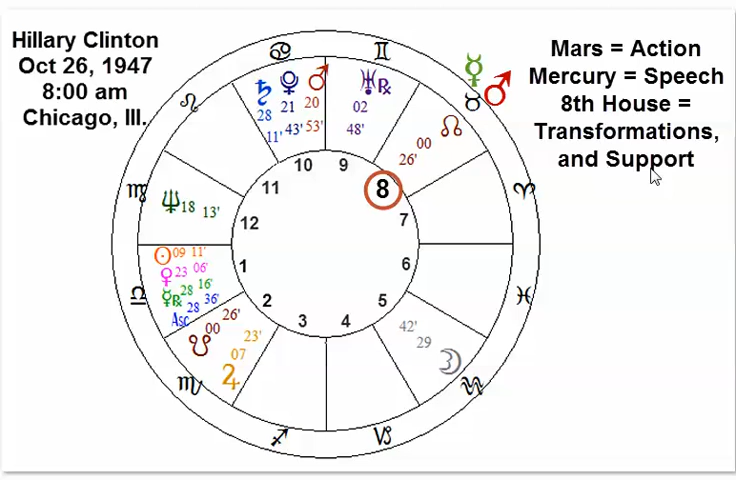 Hillary Clinton
Oct 26, 1947
8:00 am
Chicago, Ill.
Mars = Action
Mercury = Speech
8th House =
Transformations,
and Support
28 11'
21 43'
20 53'
02 48'
00 26'
18 13'
09 11'
23 06'
28 16'
Asc 28 36'
00 26'
07 23'
29 42'
10
9
8
7
6
5
4
3
2
1
12
11